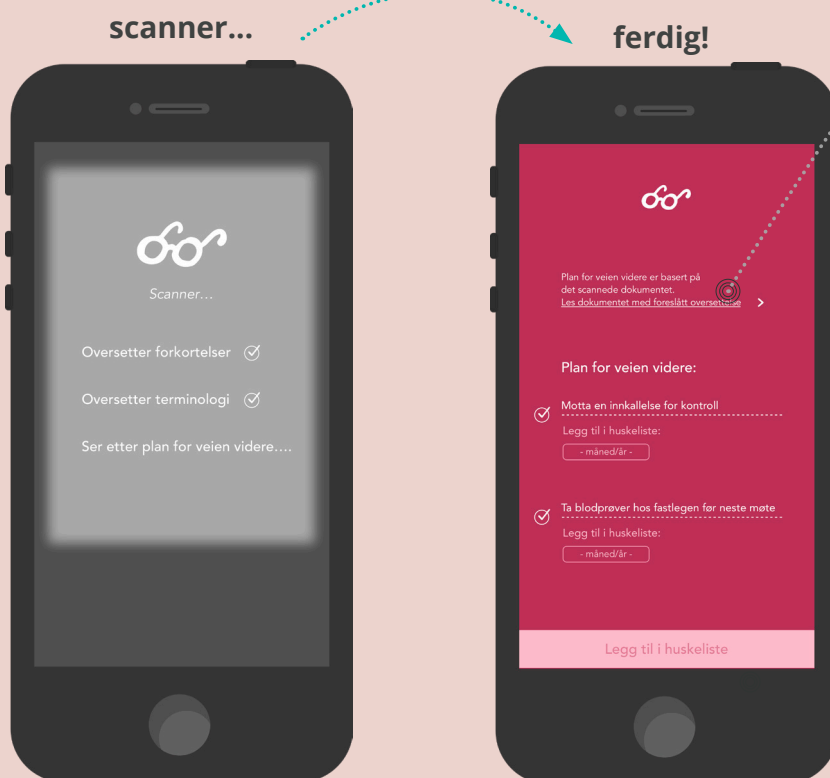 scanner...
Scanner...
Oversetter forkortelser
Oversetter terminologi
Ser etter plan for veien videre....
ferdig!
Plan for veien videre er basert på
det scannede dokumentet.
Les dokumentet med foreslått oversettelse
Plan for veien videre:
Motta en innkallelse for kontroll
Legg til i huskeliste:
- måned/år -
Ta blodprøver hos fastlegen før neste møte
Legg til i huskeliste:
- måned/år -
Legg til i huskeliste